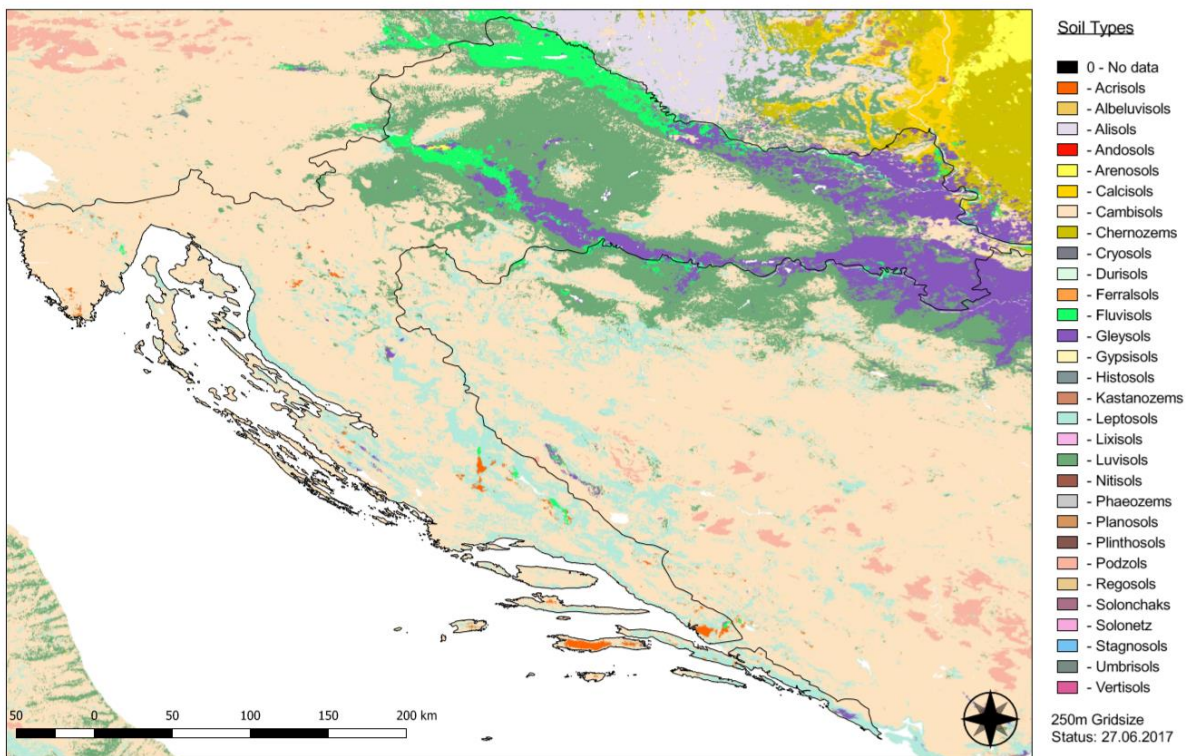 Soil Types
0 - No data
- Acrisols
- Albeluvisols
- Alisols
- Andosols
- Arenosols
- Calcisols
- Cambisols
- Chernozems
- Cryosols
- Durisols
- Ferralsols
- Fluvisols
- Gleysols
- Gypsisols
- Histosols
- Kastanozems
- Leptosols
- Lixisols
- Luvisols
- Nitisols
- Phaeozems
- Planosols
- Plinthosols
- Podzols
- Regosols
- Solonchaks
- Solonetz
- Stagnosols
- Umbrisols
- Vertisols
50 0 50 100 150 200 km
250m Gridsize
Status: 27.06.2017